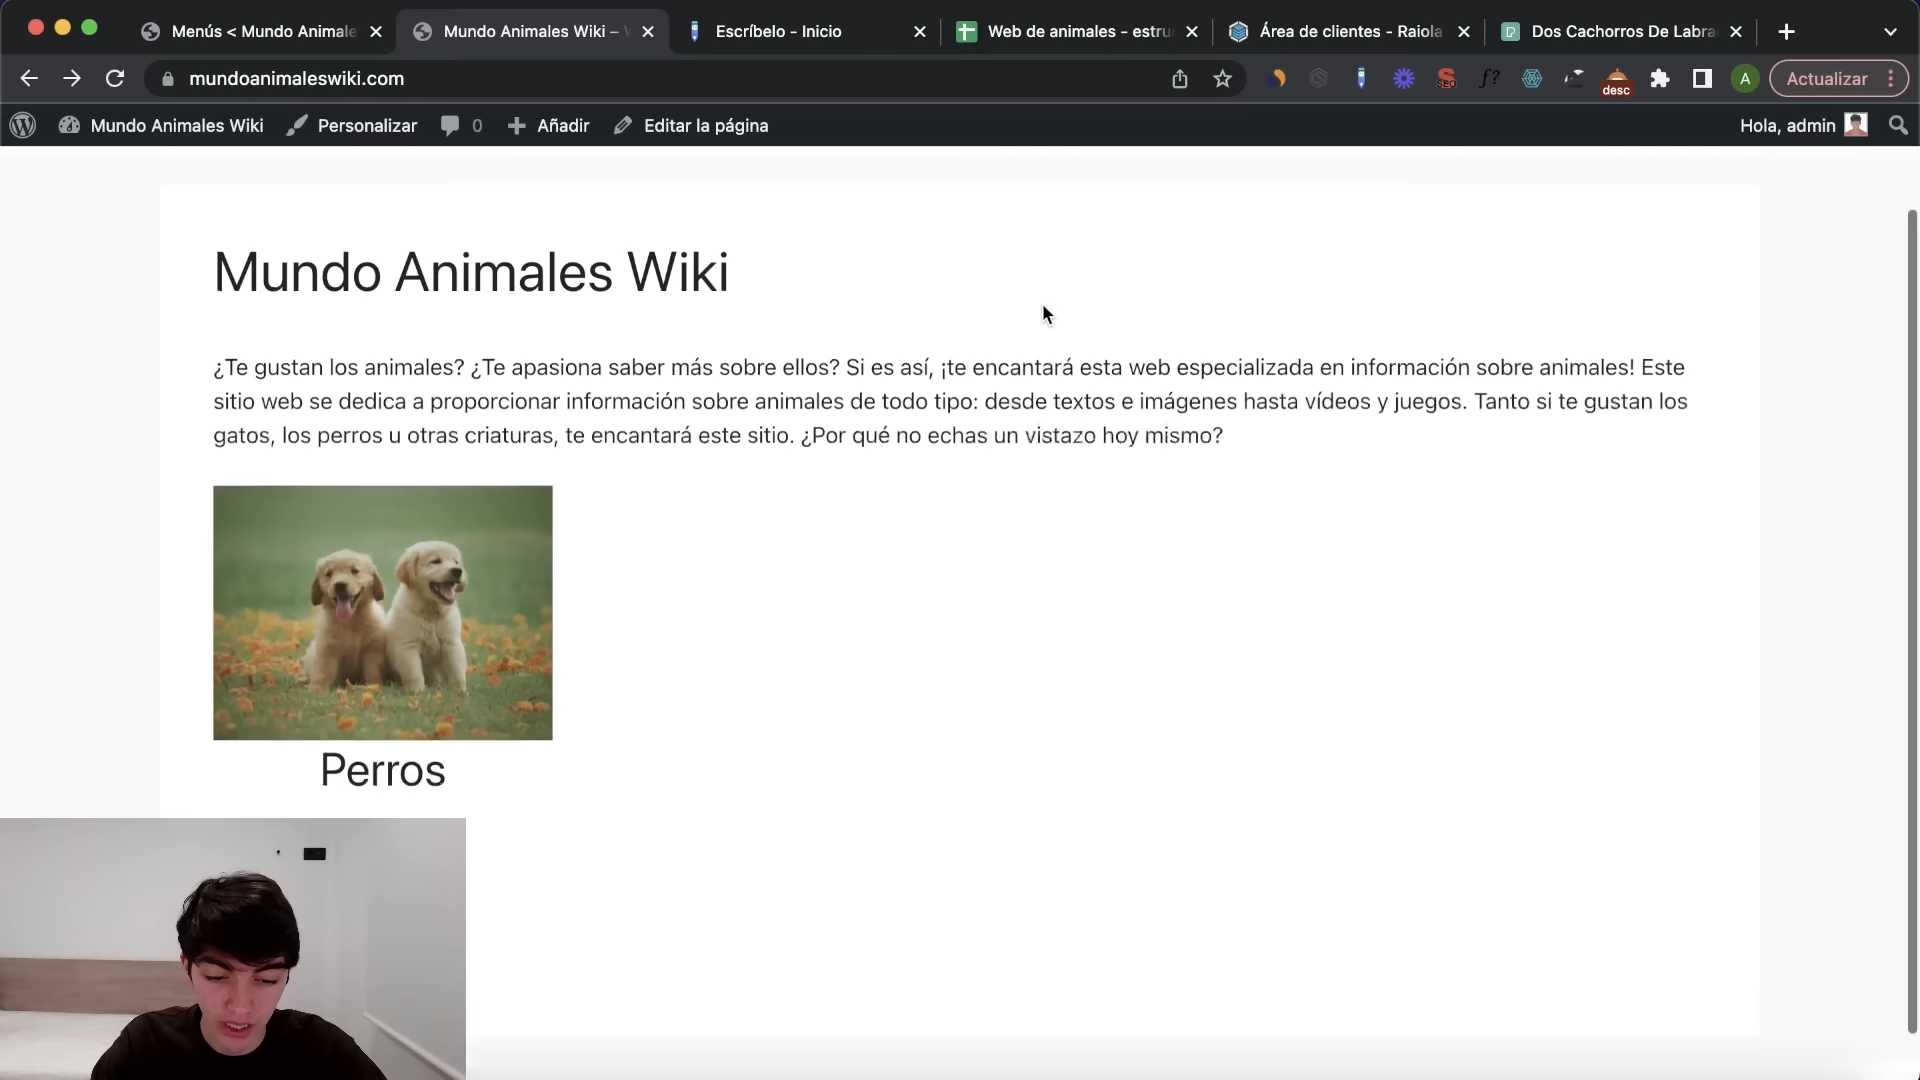 Menús < Mundo Animale
Mundo Animales Wiki –
Escríbelo - Inicio
Web de animales - estru
Área de clientes - Raiola
Dos Cachorros De Labra
mundoanimaleswiki.com
SEO
f?
desc
A
Actualizar
Mundo Animales Wiki
Personalizar
0
Añadir
Editar la página
Hola, admin
Mundo Animales Wiki
¿Te gustan los animales? ¿Te apasiona saber más sobre ellos? Si es así, ¡te encantará esta web especializada en información sobre animales! Este
sitio web se dedica a proporcionar información sobre animales de todo tipo: desde textos e imágenes hasta vídeos y juegos. Tanto si te gustan los
gatos, los perros u otras criaturas, te encantará este sitio. ¿Por qué no echas un vistazo hoy mismo?
Perros